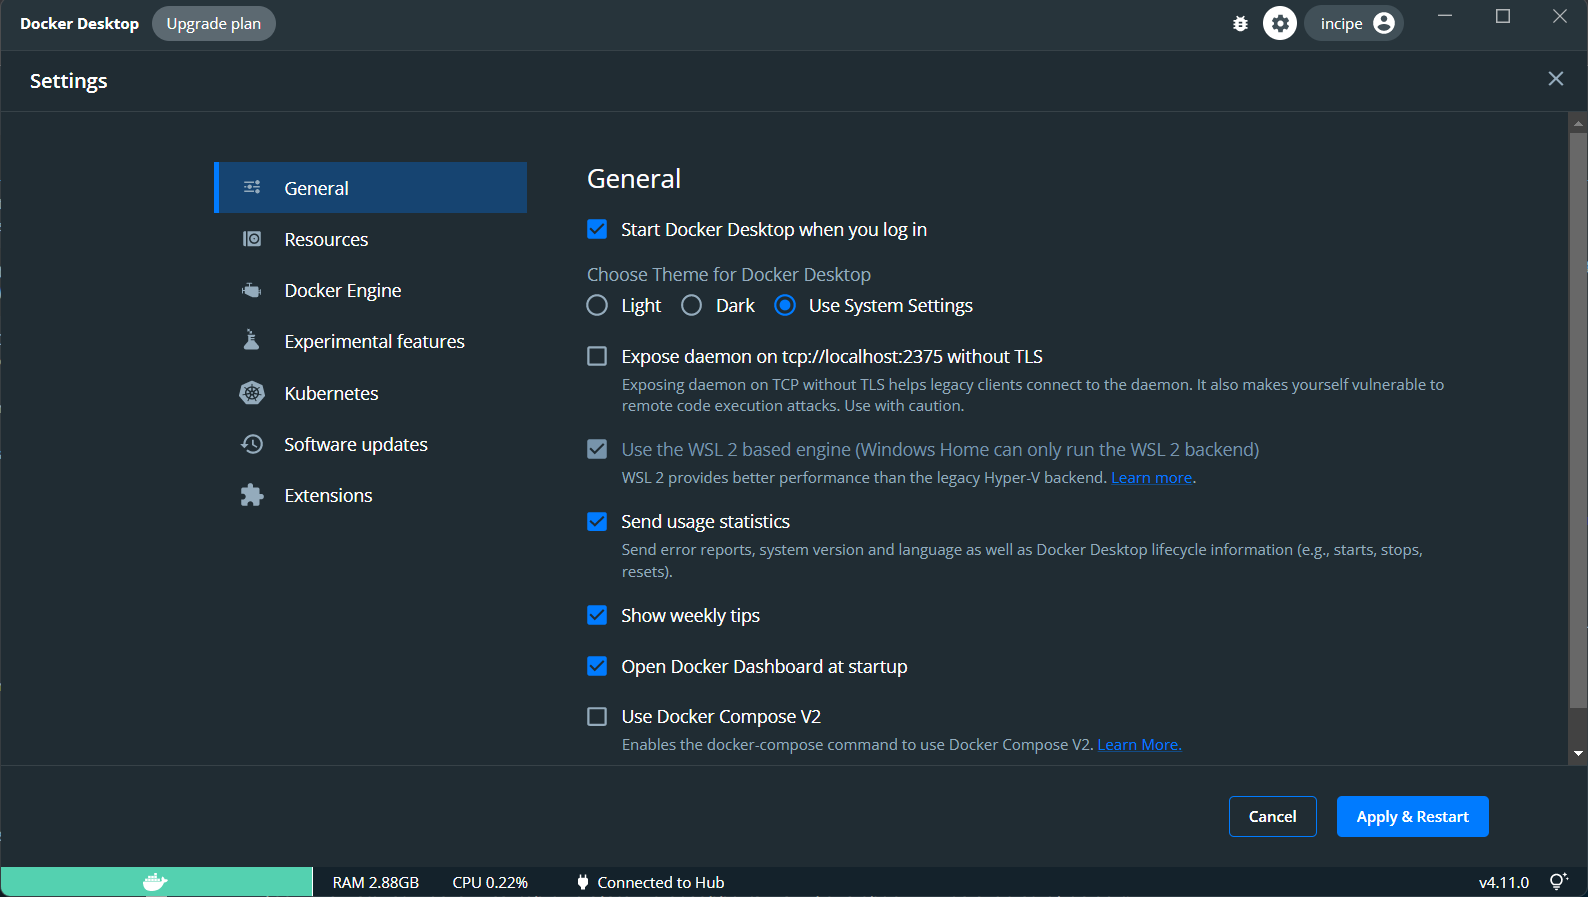 Docker Desktop
Upgrade plan
incipe
Settings
General
Resources
Docker Engine
Experimental features
Kubernetes
Software updates
Extensions
General
Start Docker Desktop when you log in
Choose Theme for Docker Desktop
Light
Dark
Use System Settings
Expose daemon on tcp://localhost:2375 without TLS
Exposing daemon on TCP without TLS helps legacy clients connect to the daemon. It also makes yourself vulnerable to
remote code execution attacks. Use with caution.
Use the WSL 2 based engine (Windows Home can only run the WSL 2 backend)
WSL 2 provides better performance than the legacy Hyper-V backend. Learn more.
Send usage statistics
Send error reports, system version and language as well as Docker Desktop lifecycle information (e.g., starts, stops,
resets).
Show weekly tips
Open Docker Dashboard at startup
Use Docker Compose V2
Enables the docker-compose command to use Docker Compose V2. Learn More.
Cancel
Apply & Restart
RAM 2.88GB
CPU 0.22%
Connected to Hub
v4.11.0